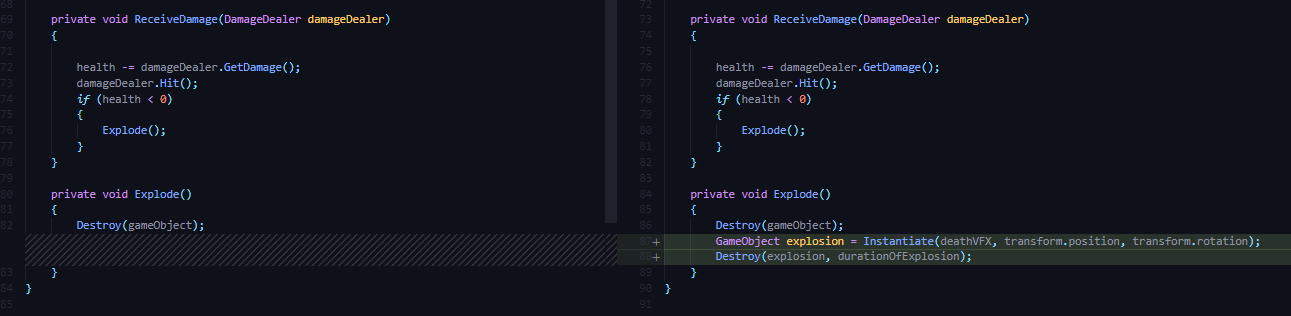 68
69 private void ReceiveDamage(DamageDealer damageDealer)
70 {
71
72 health -= damageDealer.GetDamage();
73 damageDealer.Hit();
74 if (health < 0)
75 {
76 Explode();
77 }
78 }
79
80 private void Explode()
81 {
82 Destroy(gameObject);
83 }
84 }
85
72
73 private void ReceiveDamage(DamageDealer damageDealer)
74 {
75
76 health -= damageDealer.GetDamage();
77 damageDealer.Hit();
78 if (health < 0)
79 {
80 Explode();
81 }
82 }
83
84 private void Explode()
85 {
86 Destroy(gameObject);
87+ GameObject explosion = Instantiate(deathVFX, transform.position, transform.rotation);
88+ Destroy(explosion, durationOfExplosion);
89 }
90 }
91